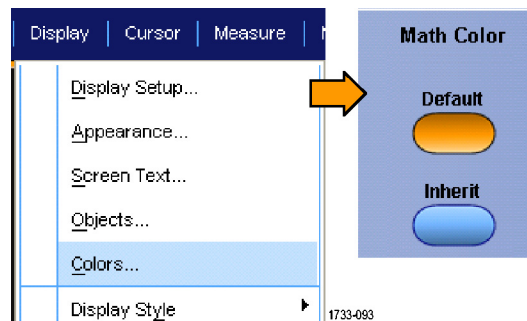 Display Cursor Measure
Display Setup...
Appearance...
Screen Text...
Objects...
Colors...
Display Style
Math Color
Default
Inherit
1733-093